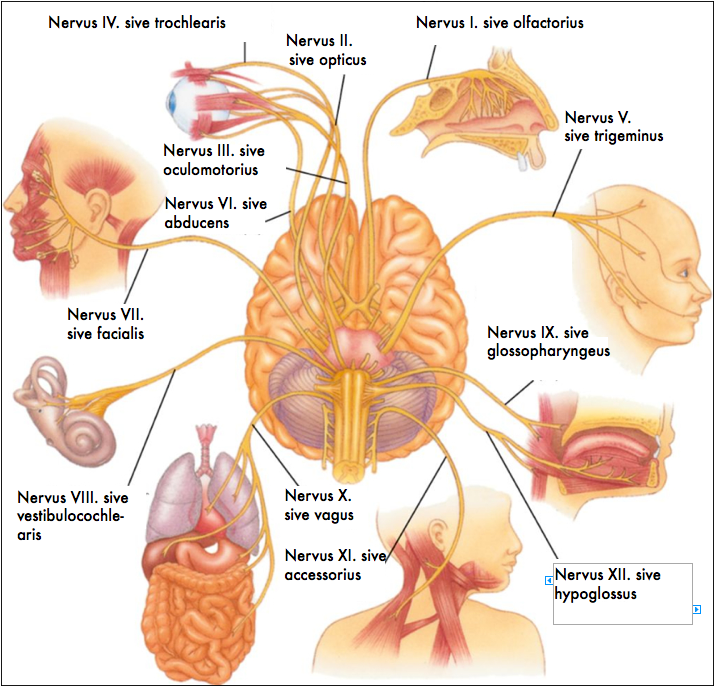 Nervus IV. sive trochlearis
Nervus II.
sive opticus
Nervus I. sive olfactorius
Nervus V.
sive trigeminus
Nervus III. sive
oculomotorius
Nervus VI. sive
abducens
Nervus VII.
sive facialis
Nervus IX. sive
glossopharyngeus
Nervus VIII. sive
vestibulocochle-
aris
Nervus X.
sive vagus
Nervus XI. sive
accessorius
Nervus XII. sive
hypoglossus